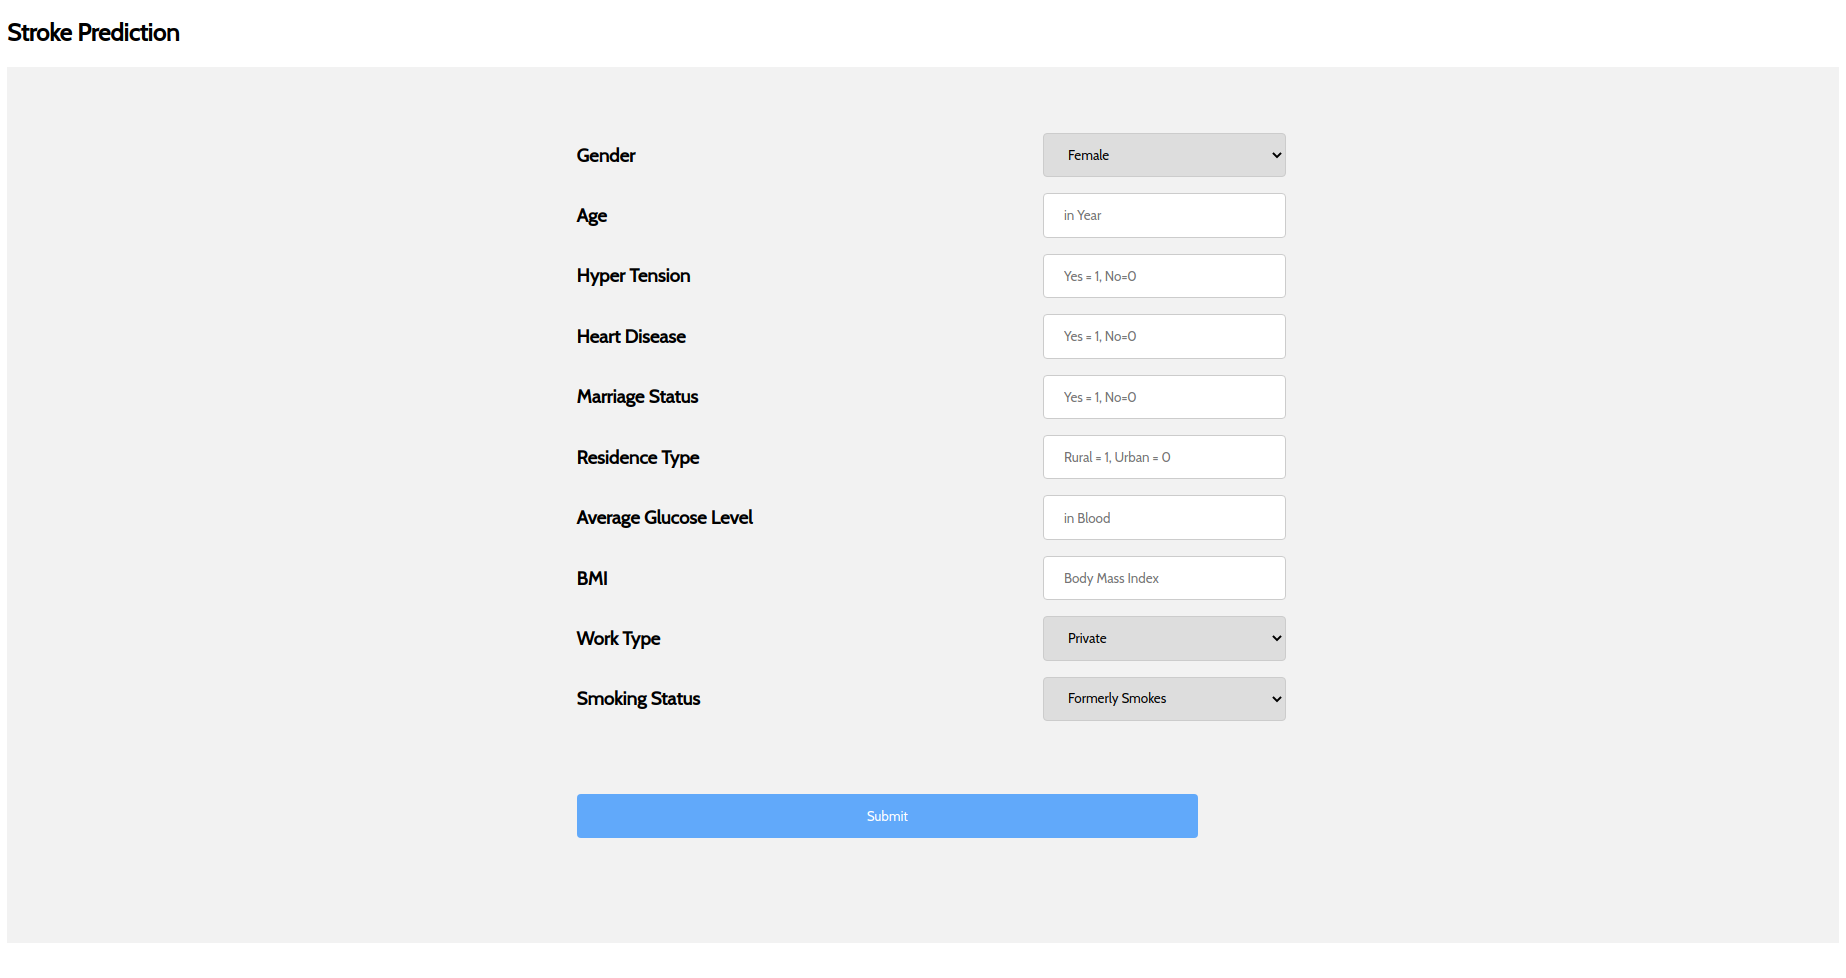 Stroke Prediction
Gender Female
Age in Year
Hyper Tension Yes = 1, No=0
Heart Disease Yes = 1, No=0
Marriage Status Yes = 1, No=0
Residence Type Rural = 1, Urban = 0
Average Glucose Level in Blood
BMI Body Mass Index
Work Type Private
Smoking Status Formerly Smokes
Submit